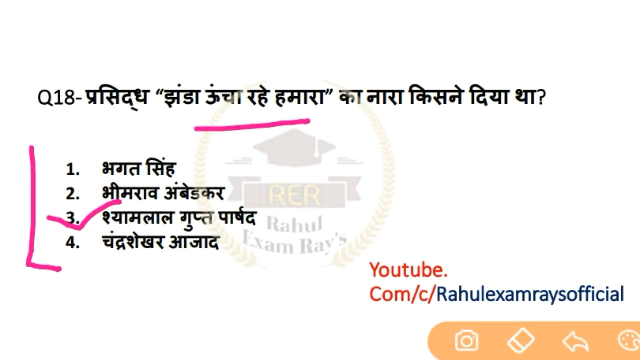 Q18- प्रसिद्ध “झंडा ऊंचा रहे हमारा” का नारा किसने दिया था?
1. भगत सिंह
2. भीमराव अंबेडकर
3. श्यामलाल गुप्त पार्षद
4. चंद्रशेखर आजाद
RER
Rahul
Exam Ray's
Youtube.
Com/c/Rahulexamraysofficial